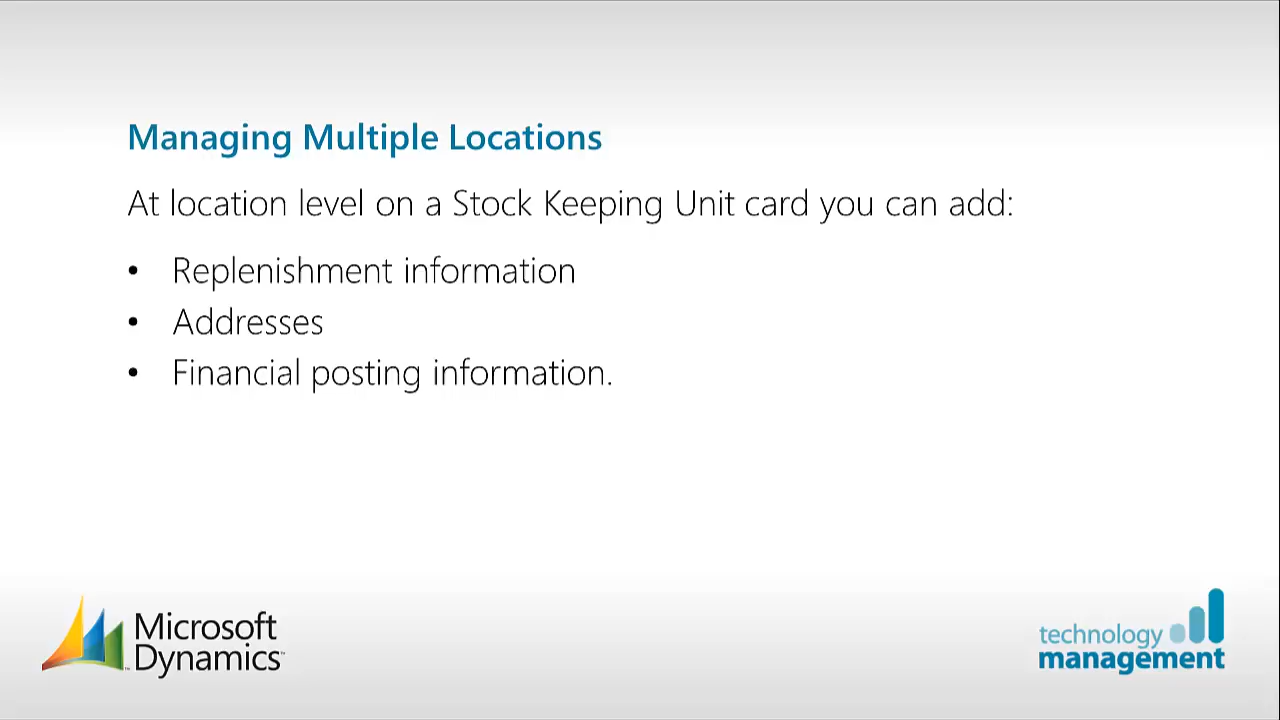 Managing Multiple Locations
At location level on a Stock Keeping Unit card you can add:
• Replenishment information
• Addresses
• Financial posting information.
Microsoft
Dynamics™
technology
management